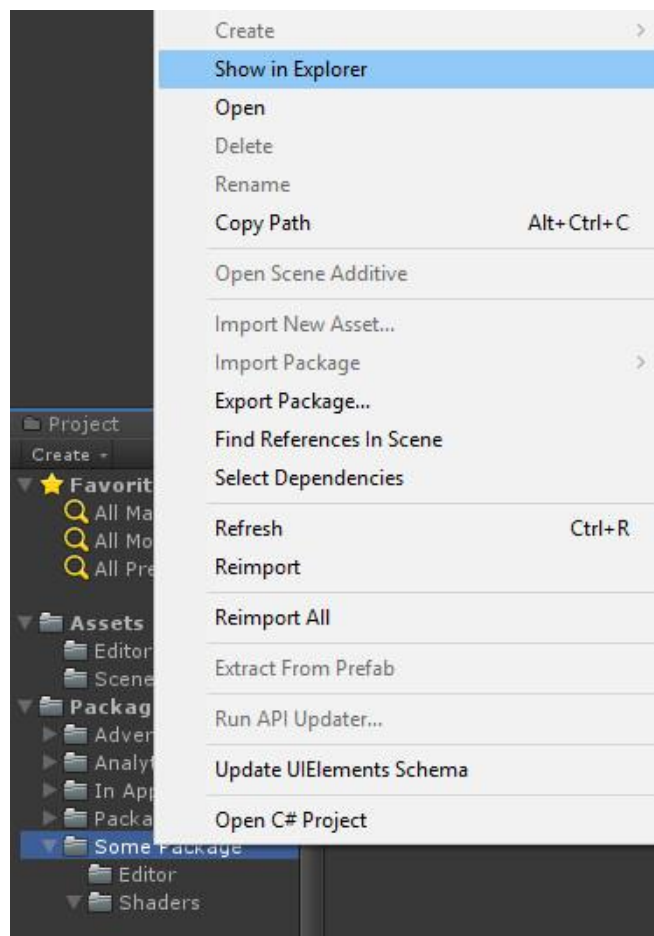 Create
Show in Explorer
Open
Delete
Rename
Copy Path Alt+Ctrl+C
Open Scene Additive
Import New Asset...
Import Package
Export Package...
Find References In Scene
Select Dependencies
Refresh Ctrl+R
Reimport
Reimport All
Extract From Prefab
Run API Updater...
Update UIElements Schema
Open C# Project
Project
Create
Favorit
All Ma
All Mo
All Pre
Assets
Editor
Scene
Packag
Adver
Analyt
In App
Packa
Some Package
Editor
Shaders